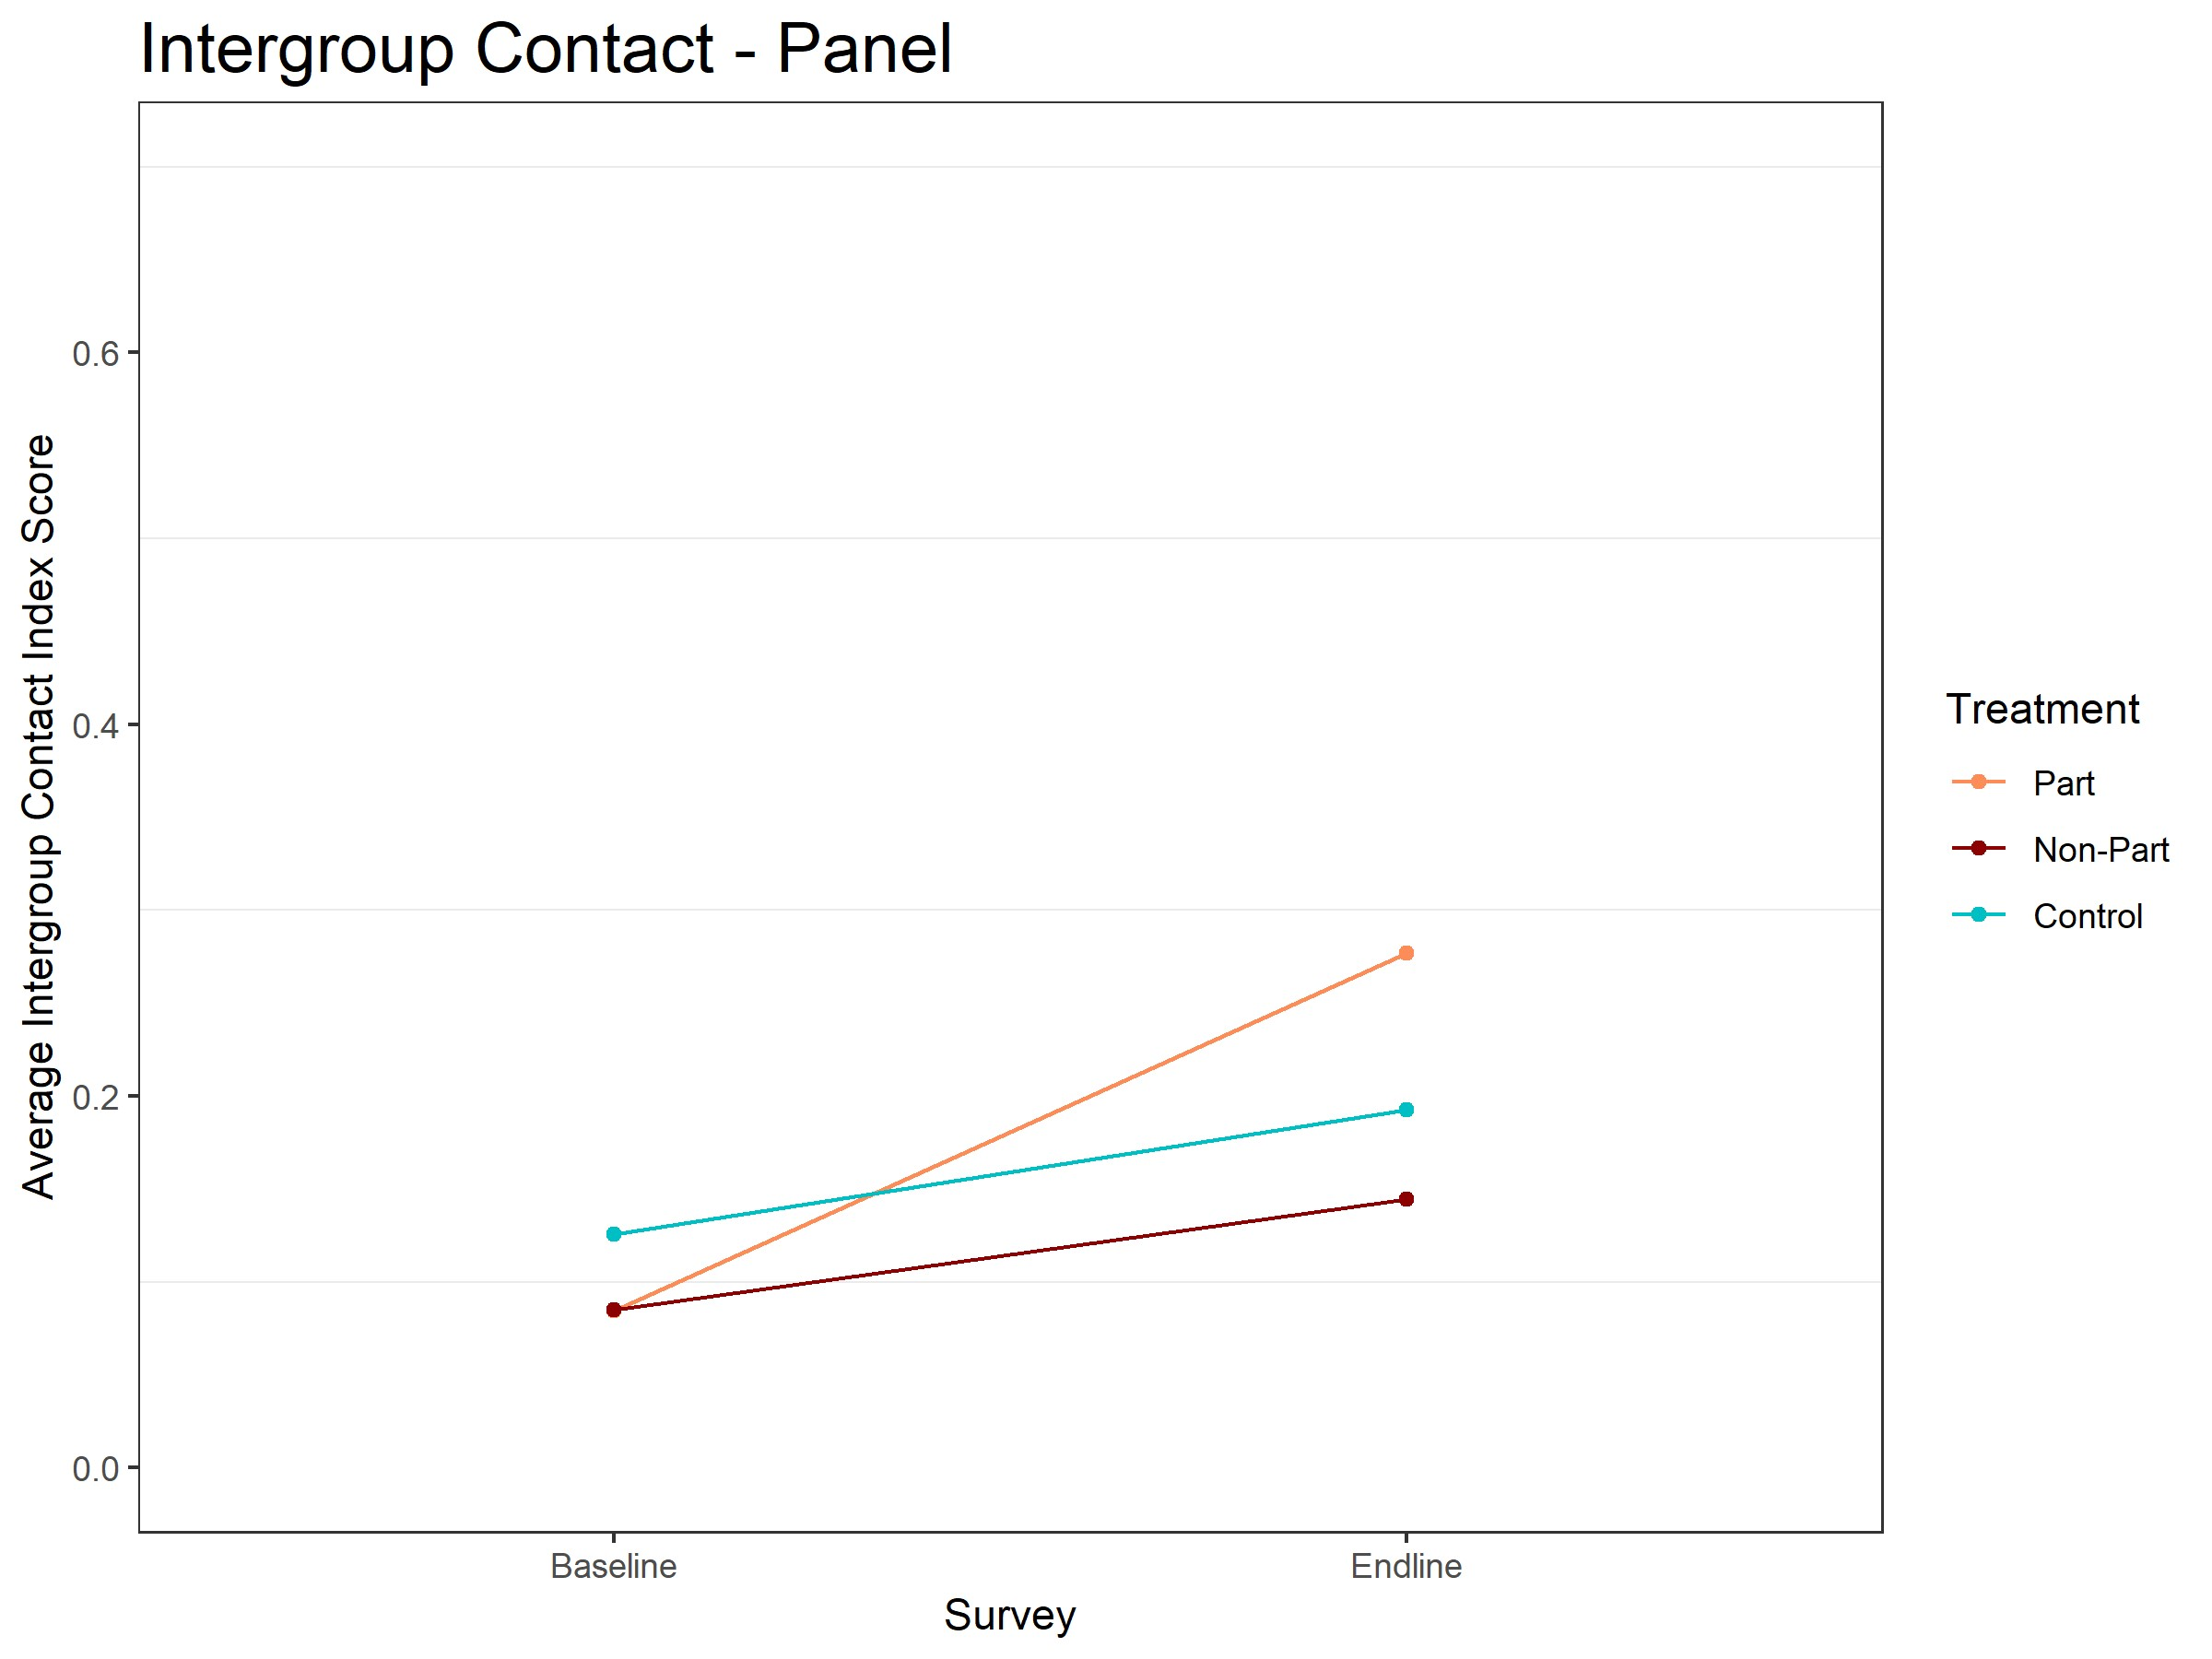 Intergroup Contact - Panel
Average Intergroup Contact Index Score
0.6
0.4
0.2
0.0
Baseline
Endline
Survey
Treatment
Part
Non-Part
Control